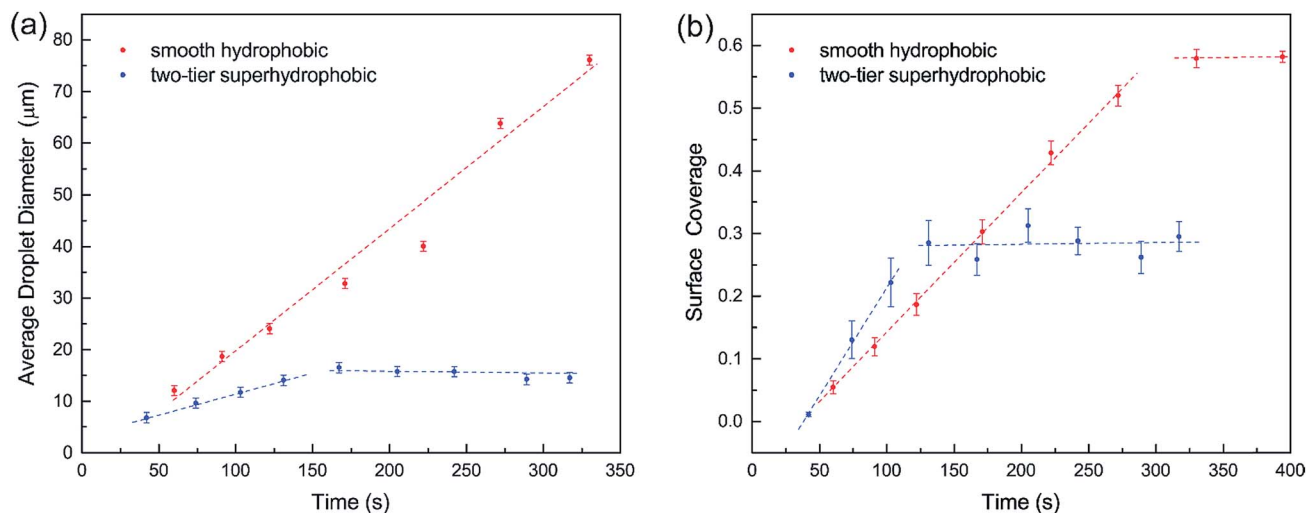 (a)
80
70
60
50
40
30
20
10
0
Average Droplet Diameter (μm)
smooth hydrophobic
two-tier superhydrophobic
0 50 100 150 200 250 300 350
Time (s)
(b)
0.6
0.5
0.4
0.3
0.2
0.1
0.0
Surface Coverage
smooth hydrophobic
two-tier superhydrophobic
0 50 100 150 200 250 300 350 400
Time (s)